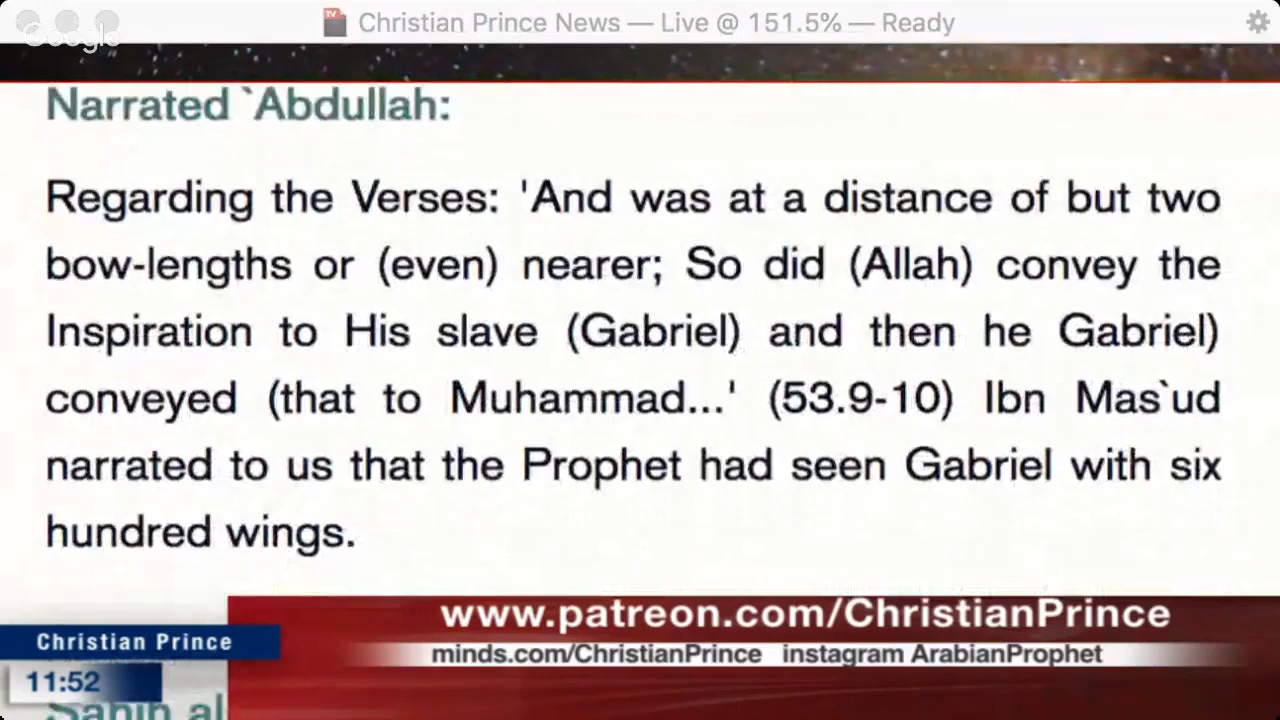 Christian Prince News — Live @ 151.5% — Ready
Google
Narrated `Abdullah:
Regarding the Verses: 'And was at a distance of but two
bow-lengths or (even) nearer; So did (Allah) convey the
Inspiration to His slave (Gabriel) and then he Gabriel)
conveyed (that to Muhammad...' (53.9-10) Ibn Mas`ud
narrated to us that the Prophet had seen Gabriel with six
hundred wings.
www.patreon.com/ChristianPrince
Christian Prince
minds.com/ChristianPrince instagram ArabianProphet
11:52